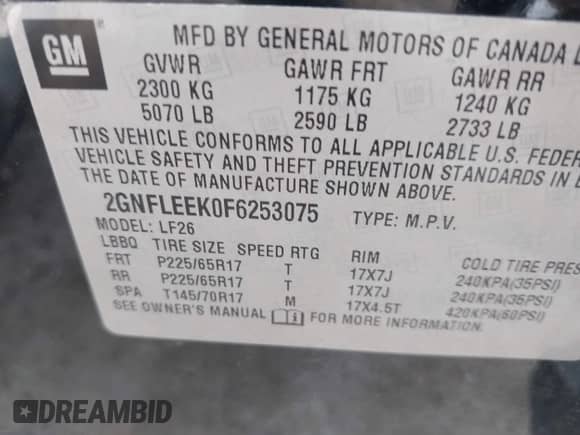 GM ®
MFD BY GENERAL MOTORS OF CANADA
GVWR GAWR FRT GAWR RR
2300 KG 1175 KG 1240 KG
5070 LB 2590 LB 2733 LB
THIS VEHICLE CONFORMS TO ALL APPLICABLE U.S.
VEHICLE SAFETY AND THEFT PREVENTION STANDARDS IN
THE DATE OF MANUFACTURE SHOWN ABOVE.
2GNFLEEK0F6253075 TYPE: M.P.V.
MODEL: LF26
LBBQ TIRE SIZE SPEED RTG RIM COLD TIRE
FRT P225/65R17 T 17X7J 240KPA(35PSI)
RR P225/65R17 T 17X7J 240KPA(35PSI)
SPA T145/70R17 M 17X4.5T 420KPA(60PSI)
SEE OWNER'S MANUAL i FOR MORE INFORMATION.
DREAMBID